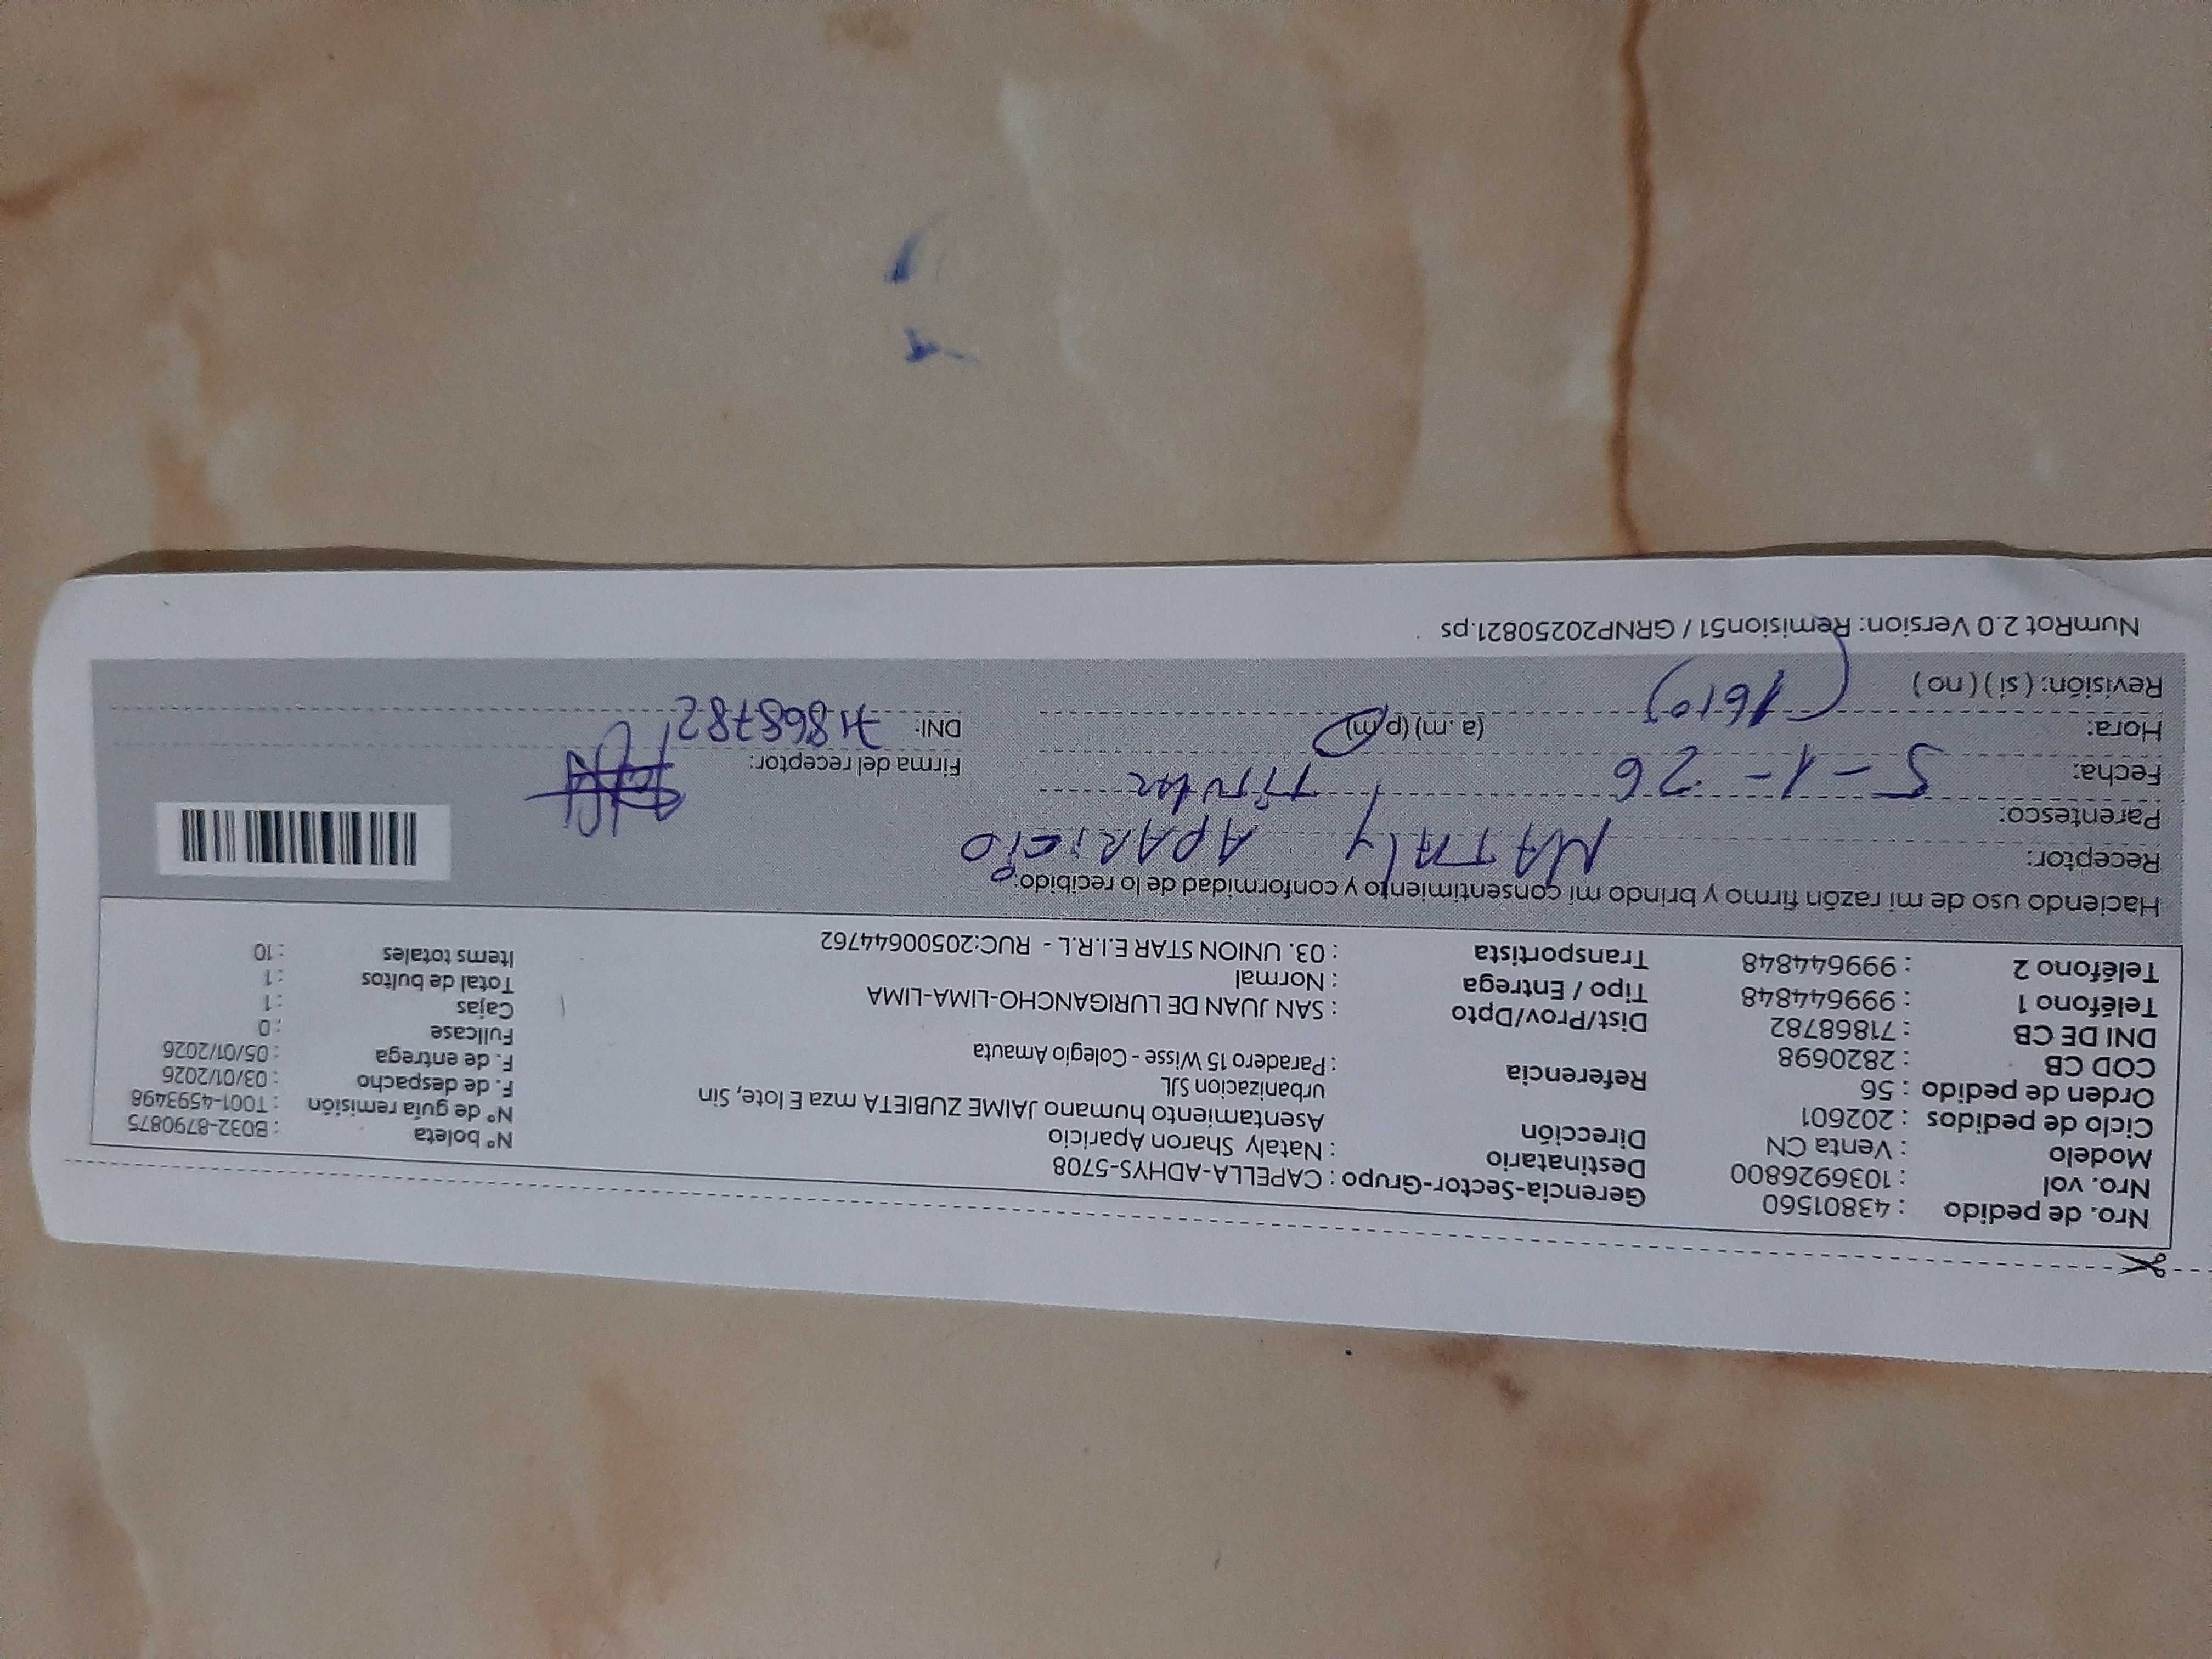 Nro. de pedido : 43801560
Nro. vol : 1036926800
Modelo : Venta CN
Ciclo de pedidos : 202601
Orden de pedido : 56
COD CB : 2820698
DNI DE CB : 71868782
Teléfono 1 : 999644848
Teléfono 2 : 999644848
Gerencia-Sector-Grupo : CAPELLA-ADHYS-5708
Destinatario : Nataly Sharon Aparicio
Dirección Asentamiento humano JAIME ZUBIETA mza E lote, Sin
urbanizacion SJL
Referencia : Paradero 15 Wisse - Colegio Amauta
Dist/Prov/Dpto : SAN JUAN DE LURIGANCHO-LIMA-LIMA
Tipo / Entrega : Normal
Transportista : 03. UNION STAR E.I.R.L - RUC:20500644762
N° boleta : B032-8790875
N° de guía remisión : T001-4593498
F. de despacho : 03/01/2026
F. de entrega : 05/01/2026
Fullcase : 0
Cajas : 1
Total de bultos : 1
Items totales : 10
Haciendo uso de mi razón firmo y brindo mi consentimiento y conformidad de lo recibido:
Receptor: NATALY APARICIO
Parentesco: Titular
Fecha: 5-1-26
Hora: (1610) (a.m) (p.m)
Revisión: ( sí ) ( no )
Firma del receptor:
DNI: 71868782
NumRot 2.0 Version: Remision51 / GRNP20250821.ps